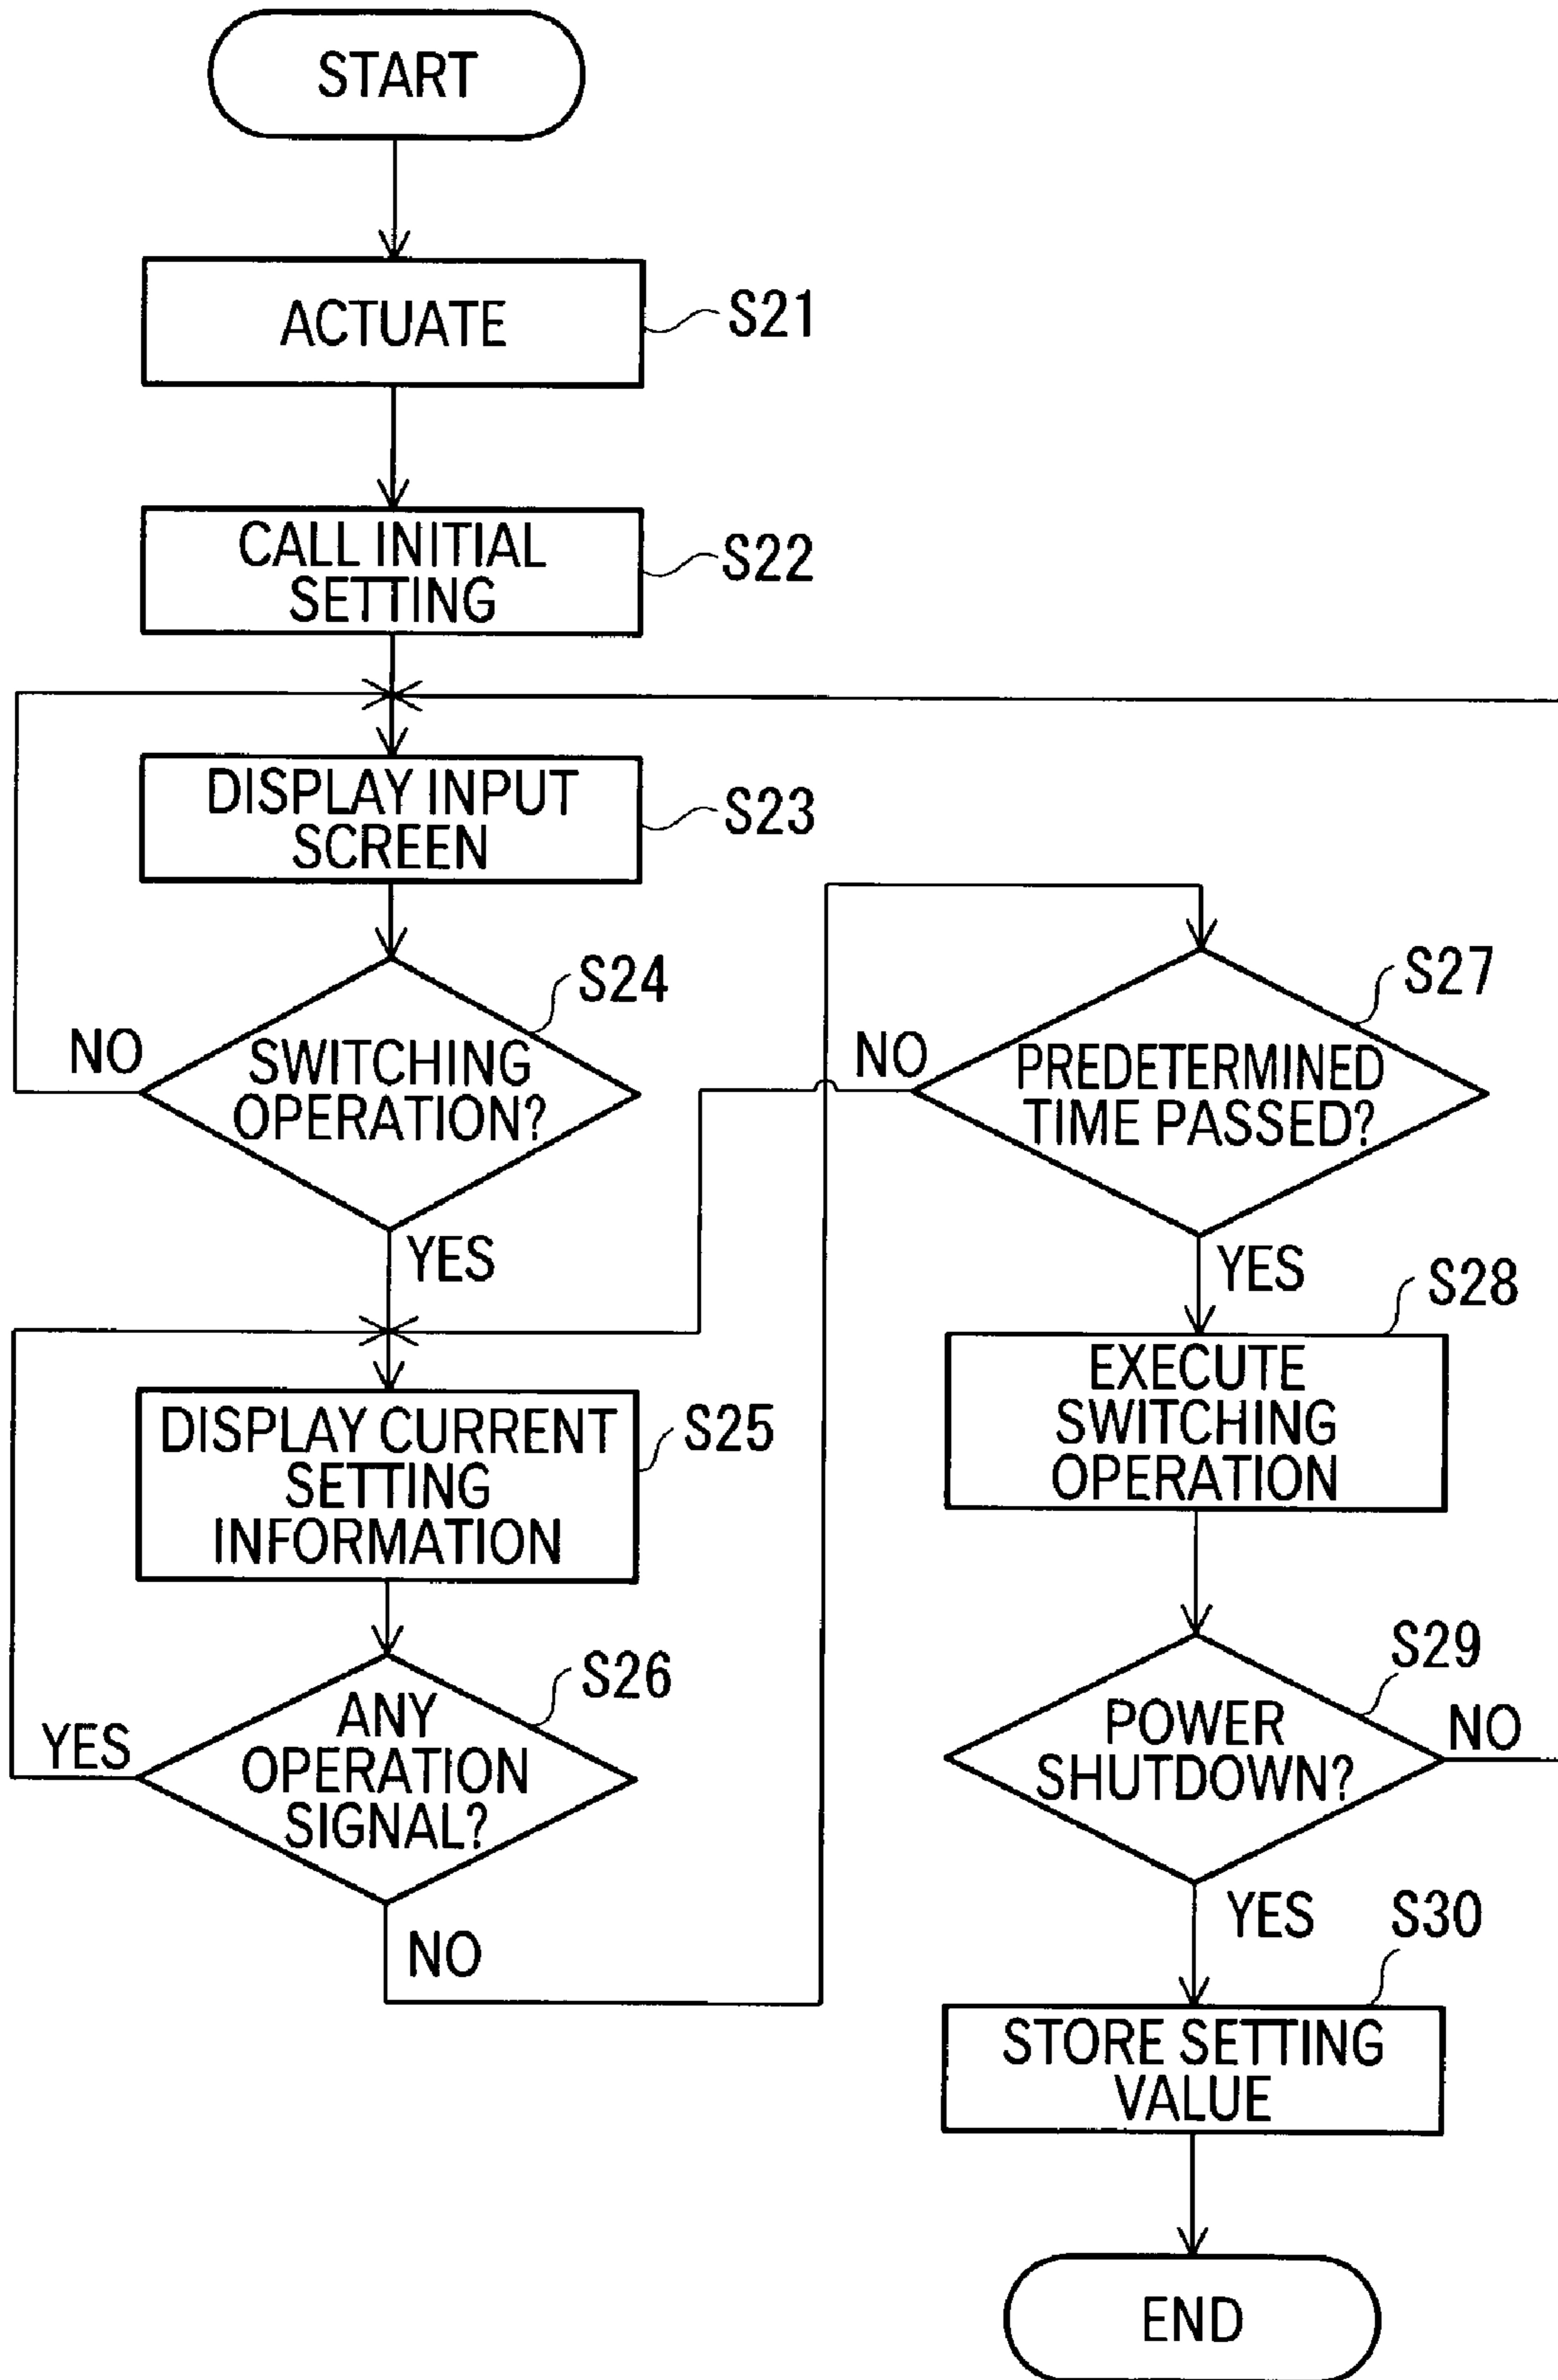 START
ACTUATE
S21
CALL INITIAL
SETTING
S22
DISPLAY INPUT
SCREEN
S23
SWITCHING
OPERATION?
S24
NO
YES
DISPLAY CURRENT
SETTING
INFORMATION
S25
ANY
OPERATION
SIGNAL?
S26
YES
NO
PREDETERMINED
TIME PASSED?
S27
NO
YES
EXECUTE
SWITCHING
OPERATION
S28
POWER
SHUTDOWN?
S29
NO
YES
STORE SETTING
VALUE
S30
END